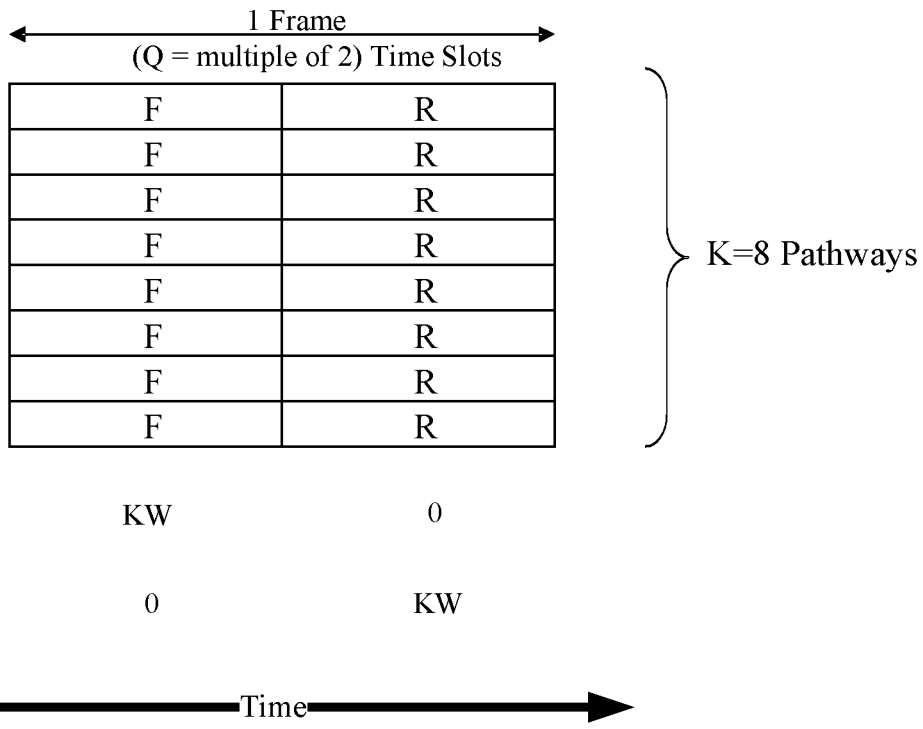 1 Frame
(Q = multiple of 2) Time Slots
F R
F R
F R
F R
F R
F R
F R
F R
K=8 Pathways
KW 0
0 KW
Time